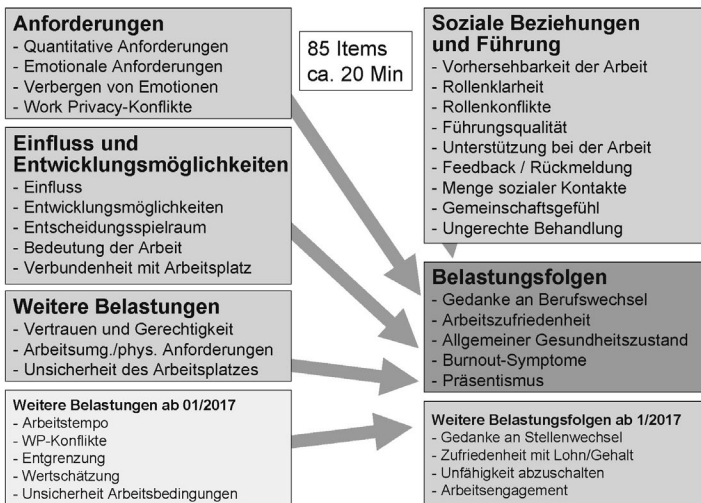 Anforderungen
- Quantitative Anforderungen
- Emotionale Anforderungen
- Verbergen von Emotionen
- Work Privacy-Konflikte
Einfluss und
Entwicklungsmöglichkeiten
- Einfluss
- Entwicklungsmöglichkeiten
- Entscheidungsspielraum
- Bedeutung der Arbeit
- Verbundenheit mit Arbeitsplatz
Weitere Belastungen
- Vertrauen und Gerechtigkeit
- Arbeitsumg./phys. Anforderungen
- Unsicherheit des Arbeitsplatzes
Weitere Belastungen ab 01/2017
- Arbeitstempo
- WP-Konflikte
- Entgrenzung
- Wertschätzung
- Unsicherheit Arbeitsbedingungen
85 Items
ca. 20 Min
Soziale Beziehungen
und Führung
- Vorhersehbarkeit der Arbeit
- Rollenklarheit
- Rollenkonflikte
- Führungsqualität
- Unterstützung bei der Arbeit
- Feedback / Rückmeldung
- Menge sozialer Kontakte
- Gemeinschaftsgefühl
- Ungerechte Behandlung
Belastungsfolgen
- Gedanke an Berufswechsel
- Arbeitszufriedenheit
- Allgemeiner Gesundheitszustand
- Burnout-Symptome
- Präsentismus
Weitere Belastungsfolgen ab 1/2017
- Gedanke an Stellenwechsel
- Zufriedenheit mit Lohn/Gehalt
- Unfähigkeit abzuschalten
- Arbeitsengagement